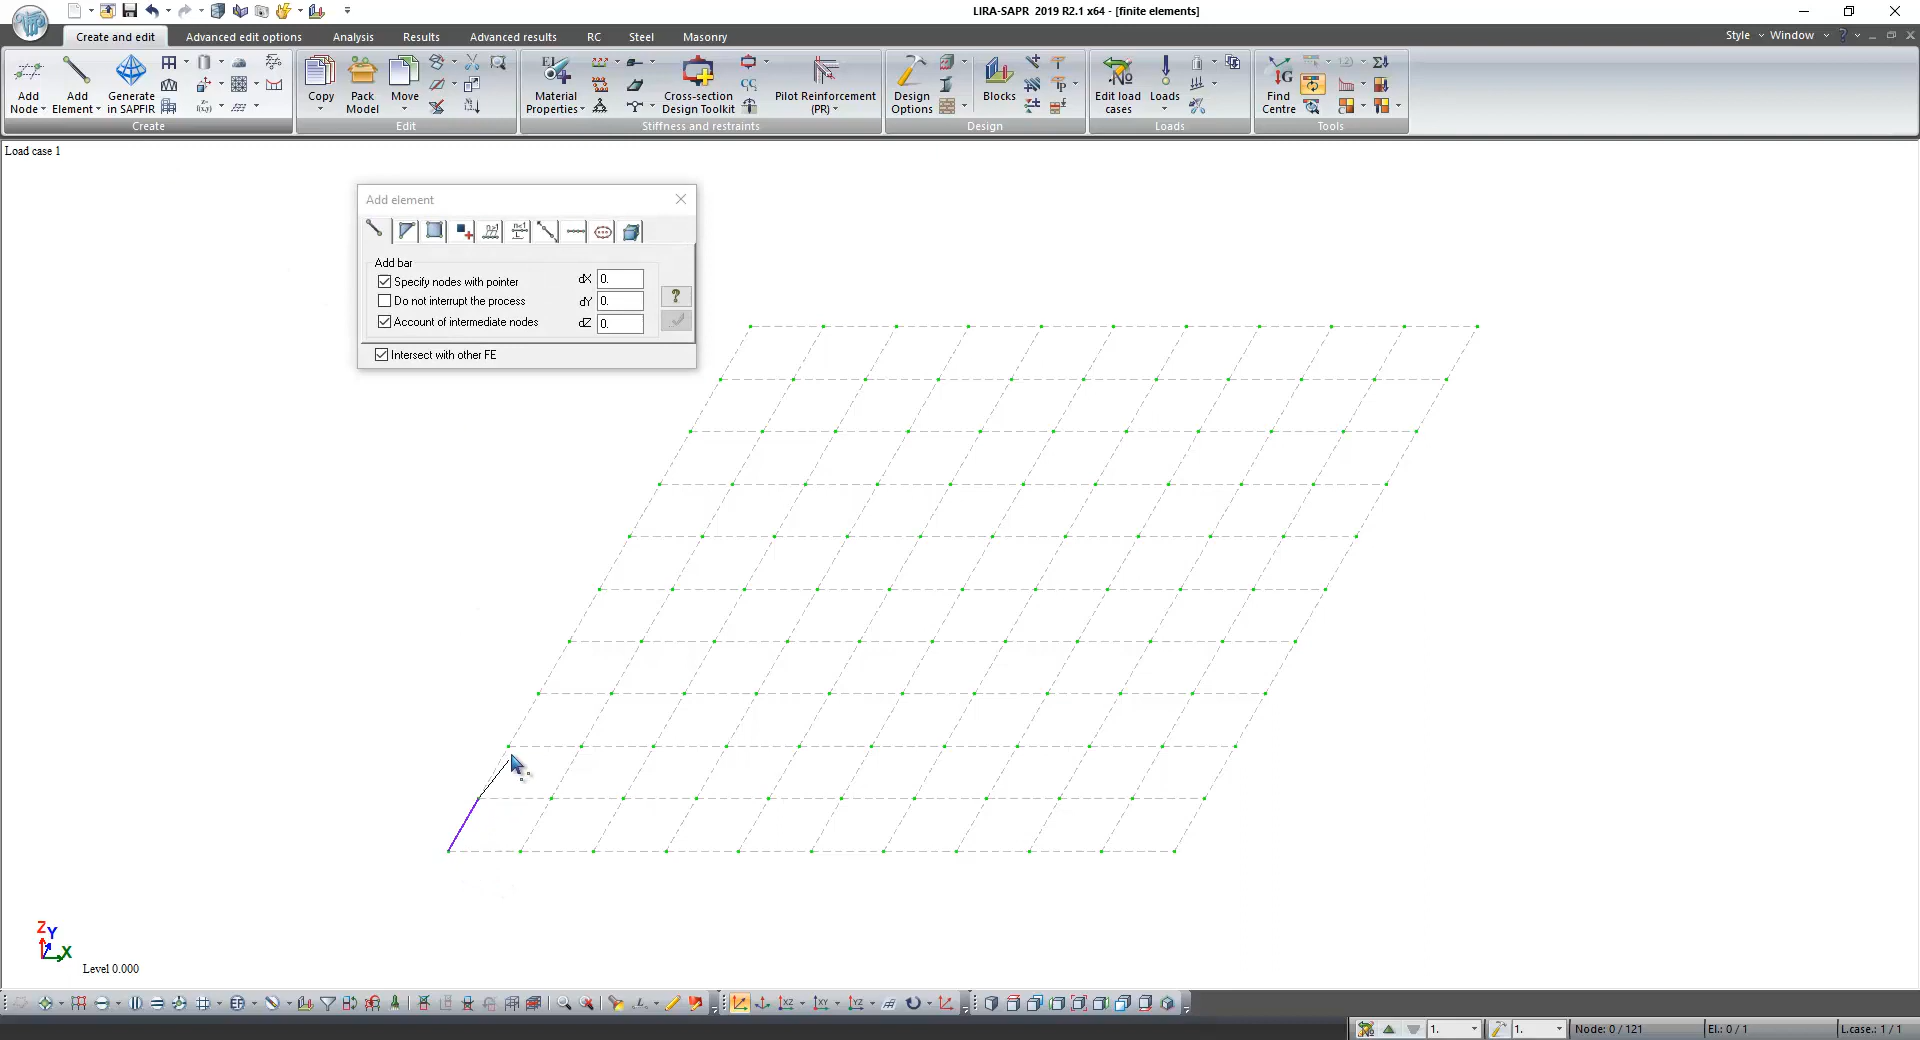 LIRA-SAPR 2019 R2.1 x64 - [finite elements]
Create and edit
Advanced edit options
Analysis
Results
Advanced results
RC
Steel
Masonry
Style
Window
Add Node
Add Element
Generate in SAPFIR
Create
Copy
Pack Model
Move
Edit
Material Properties
Cross-section Design Toolkit
Pilot Reinforcement (PR)
Stiffness and restraints
Design Options
Blocks
Design
Edit load cases
Loads
Loads
Find Centre
Tools
Load case 1
Add element
Add bar
Specify nodes with pointer
dX 0.
Do not interrupt the process
dY 0.
Account of intermediate nodes
dZ 0.
Intersect with other FE
Z
Y
X
Level 0.000
XZ
XY
YZ
1.
1.
Node: 0 / 121
El.: 0 / 1
L.case.: 1 / 1